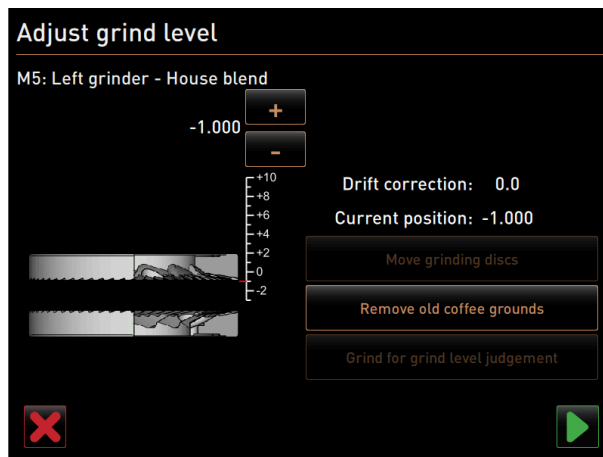 Adjust grind level
M5: Left grinder - House blend
+
-1.000
-
+10
+8
+6
+4
+2
0
-2
Drift correction: 0.0
Current position: -1.000
Move grinding discs
Remove old coffee grounds
Grind for grind level judgement